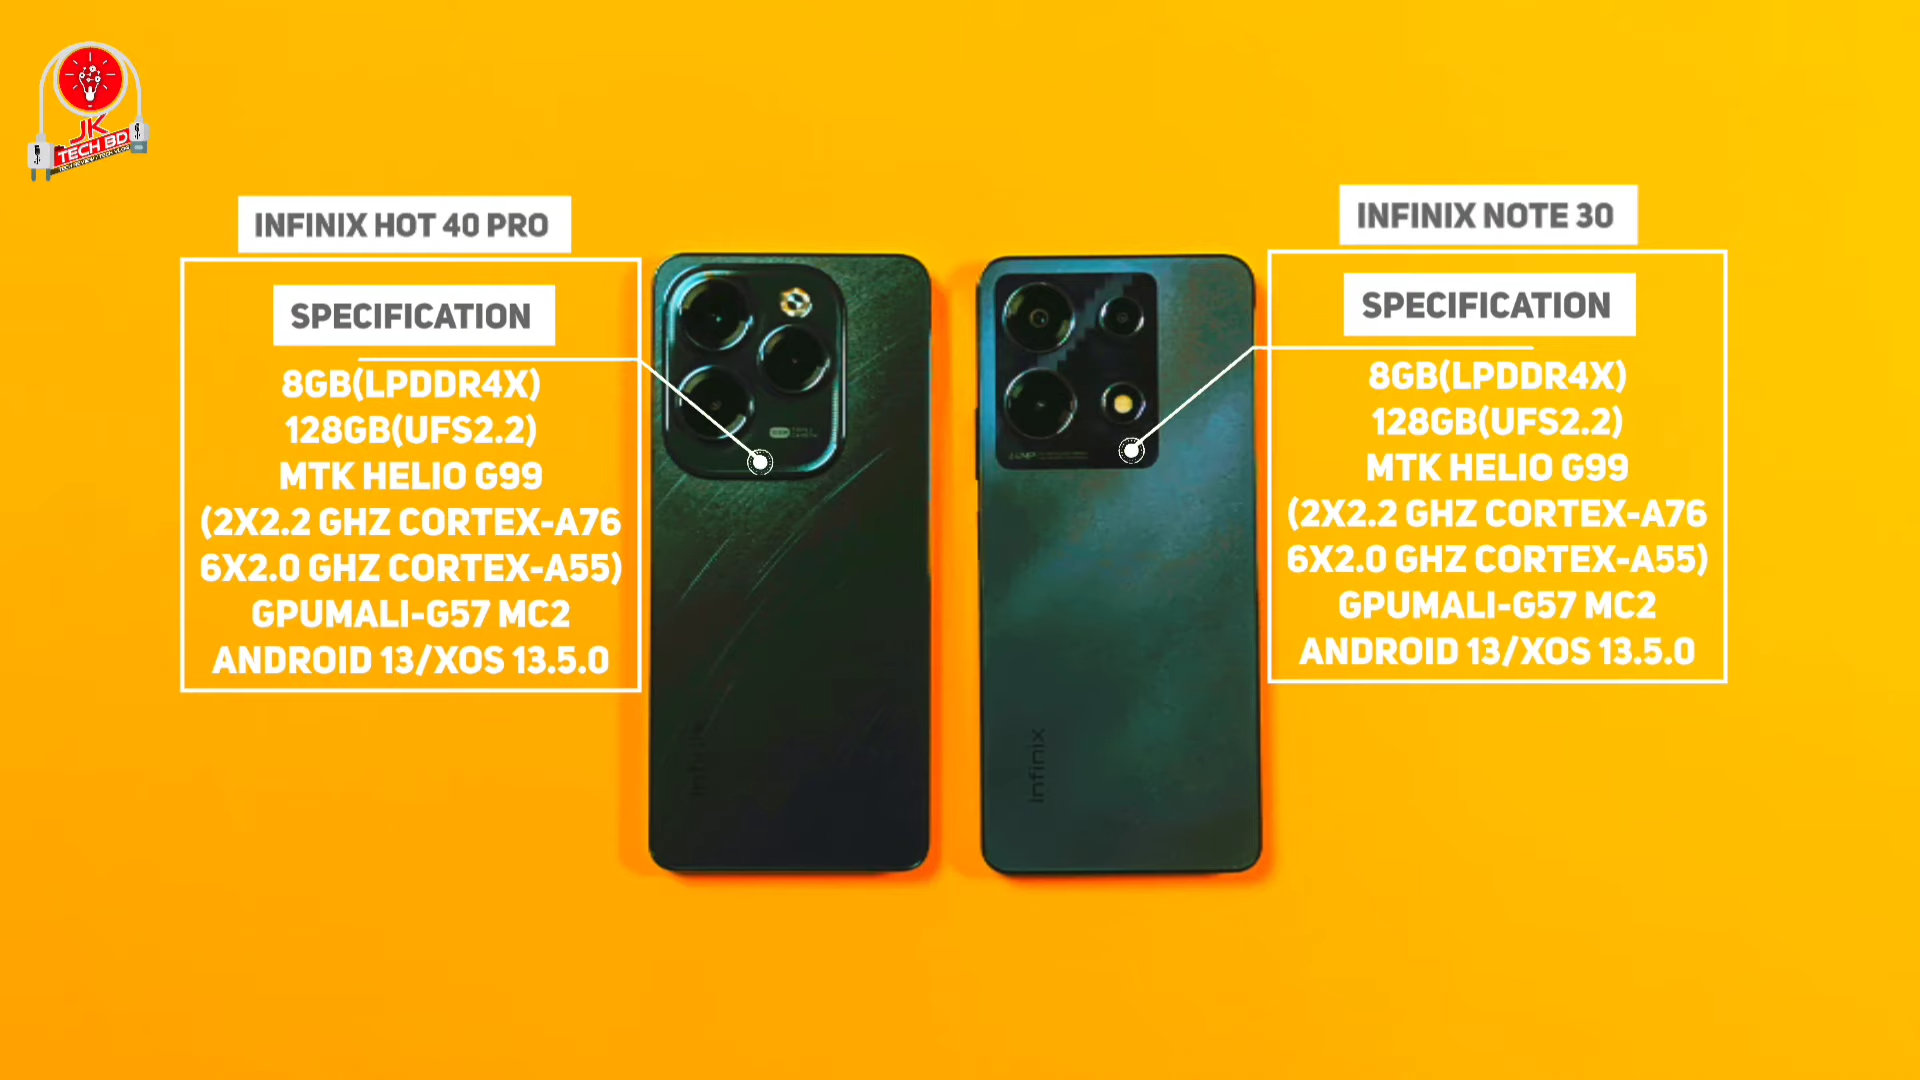 JK
TECH BD
INFINIX HOT 40 PRO
SPECIFICATION
8GB(LPDDR4X)
128GB(UFS2.2)
MTK HELIO G99
(2X2.2 GHZ CORTEX-A76
6X2.0 GHZ CORTEX-A55)
GPUMALI-G57 MC2
ANDROID 13/XOS 13.5.0
Infinix
INFINIX NOTE 30
SPECIFICATION
8GB(LPDDR4X)
128GB(UFS2.2)
MTK HELIO G99
(2X2.2 GHZ CORTEX-A76
6X2.0 GHZ CORTEX-A55)
GPUMALI-G57 MC2
ANDROID 13/XOS 13.5.0
Infinix